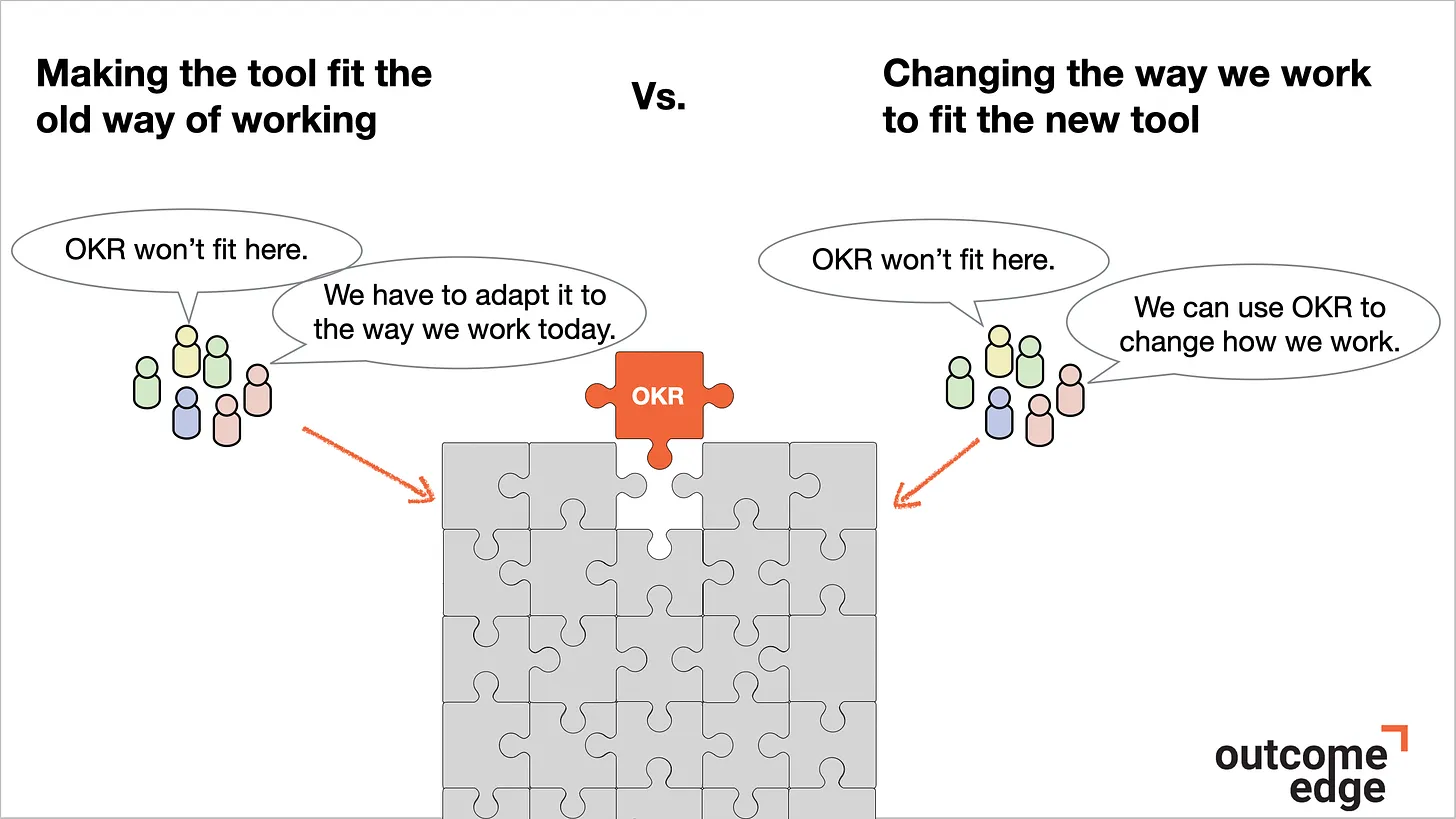 Making the tool fit the
old way of working
Vs.
Changing the way we work
to fit the new tool
OKR won’t fit here.
We have to adapt it to
the way we work today.
OKR won’t fit here.
We can use OKR to
change how we work.
OKR
outcome
edge